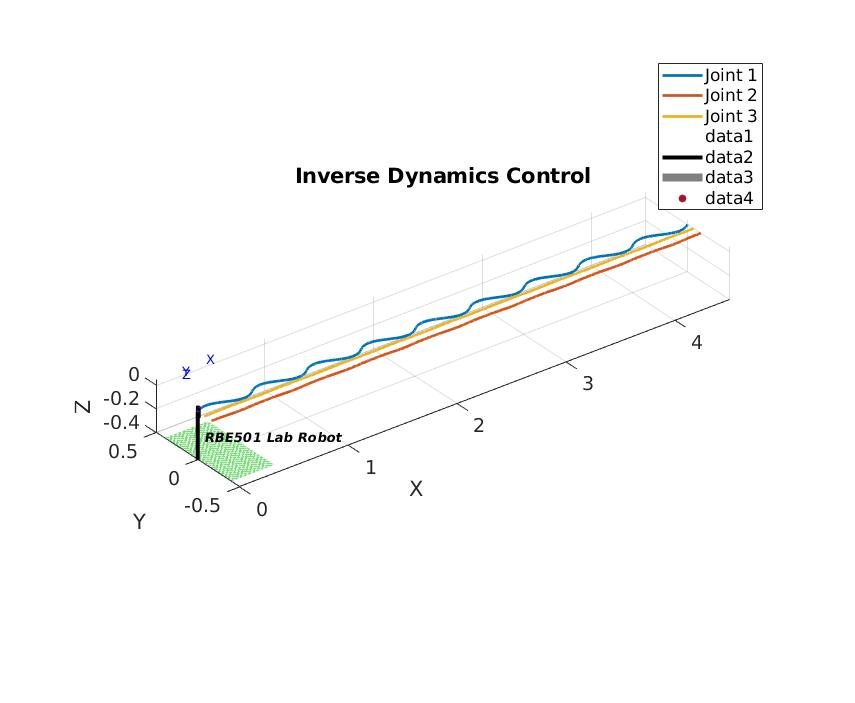 Joint 1
Joint 2
Joint 3
data1
data2
data3
data4
Inverse Dynamics Control
X
Y
Z
RBE501 Lab Robot
Z
0
-0.2
-0.4
0.5
0
-0.5
Y
0
1
2
3
4
X